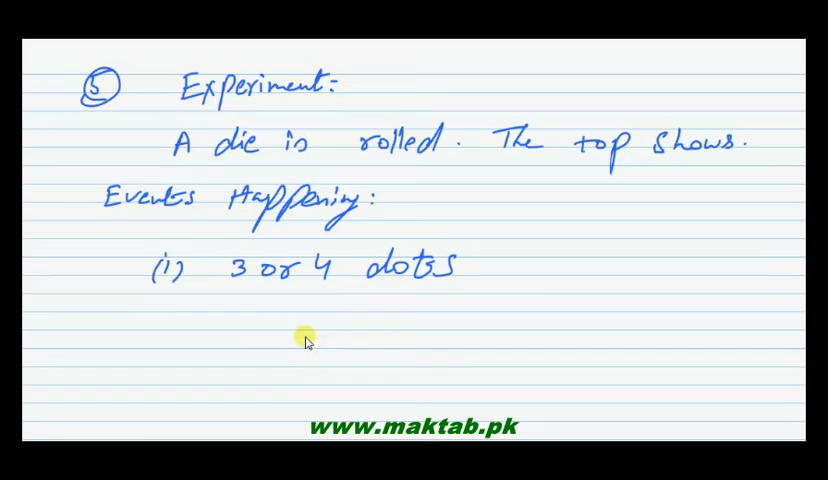 5 Experiment:
A die is rolled. The top shows.
Events Happening:
(i) 3 or 4 dots
www.maktab.pk